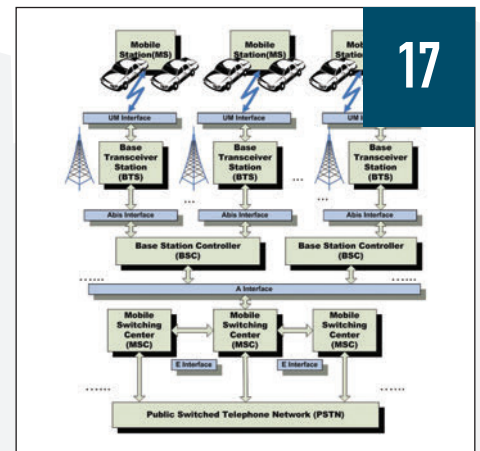 17
Mobile Station(MS)
Mobile Station(MS)
UM Interface
UM Interface
Base Transceiver Station (BTS)
Base Transceiver Station (BTS)
Base Transceiver Station (BTS)
...
...
...
...
Abis Interface
Abis Interface
Abis Interface
Base Station Controller (BSC)
Base Station Controller (BSC)
......
......
A Interface
Mobile Switching Center (MSC)
Mobile Switching Center (MSC)
Mobile Switching Center (MSC)
E Interface
E Interface
......
......
Public Switched Telephone Network (PSTN)